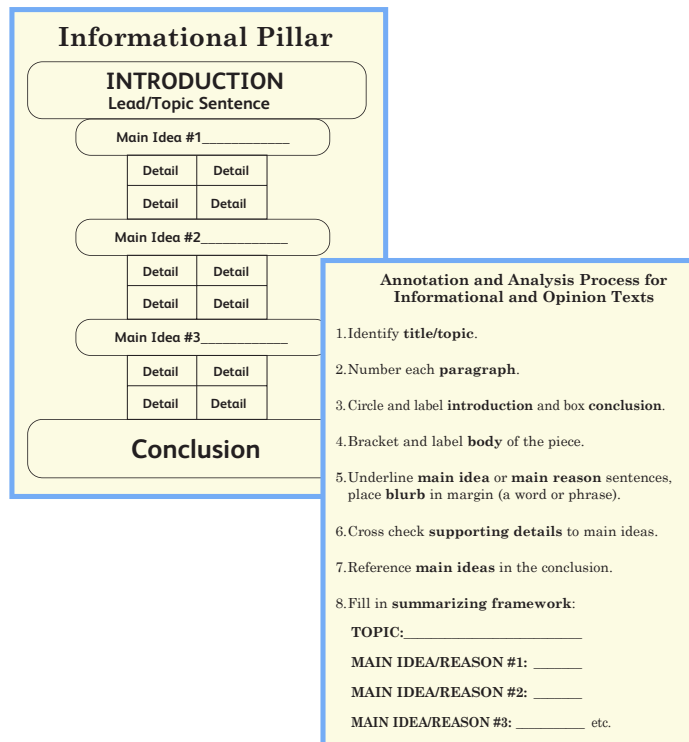 Informational Pillar
INTRODUCTION
Lead/Topic Sentence
Main Idea #1____________
Detail Detail
Detail Detail
Main Idea #2____________
Detail Detail
Detail Detail
Main Idea #3____________
Detail Detail
Detail Detail
Conclusion
Annotation and Analysis Process for
Informational and Opinion Texts
1.Identify title/topic.
2.Number each paragraph.
3.Circle and label introduction and box conclusion.
4.Bracket and label body of the piece.
5.Underline main idea or main reason sentences,
place blurb in margin (a word or phrase).
6.Cross check supporting details to main ideas.
7.Reference main ideas in the conclusion.
8.Fill in summarizing framework:
TOPIC:_________________________
MAIN IDEA/REASON #1: _______
MAIN IDEA/REASON #2: _______
MAIN IDEA/REASON #3: __________ etc.